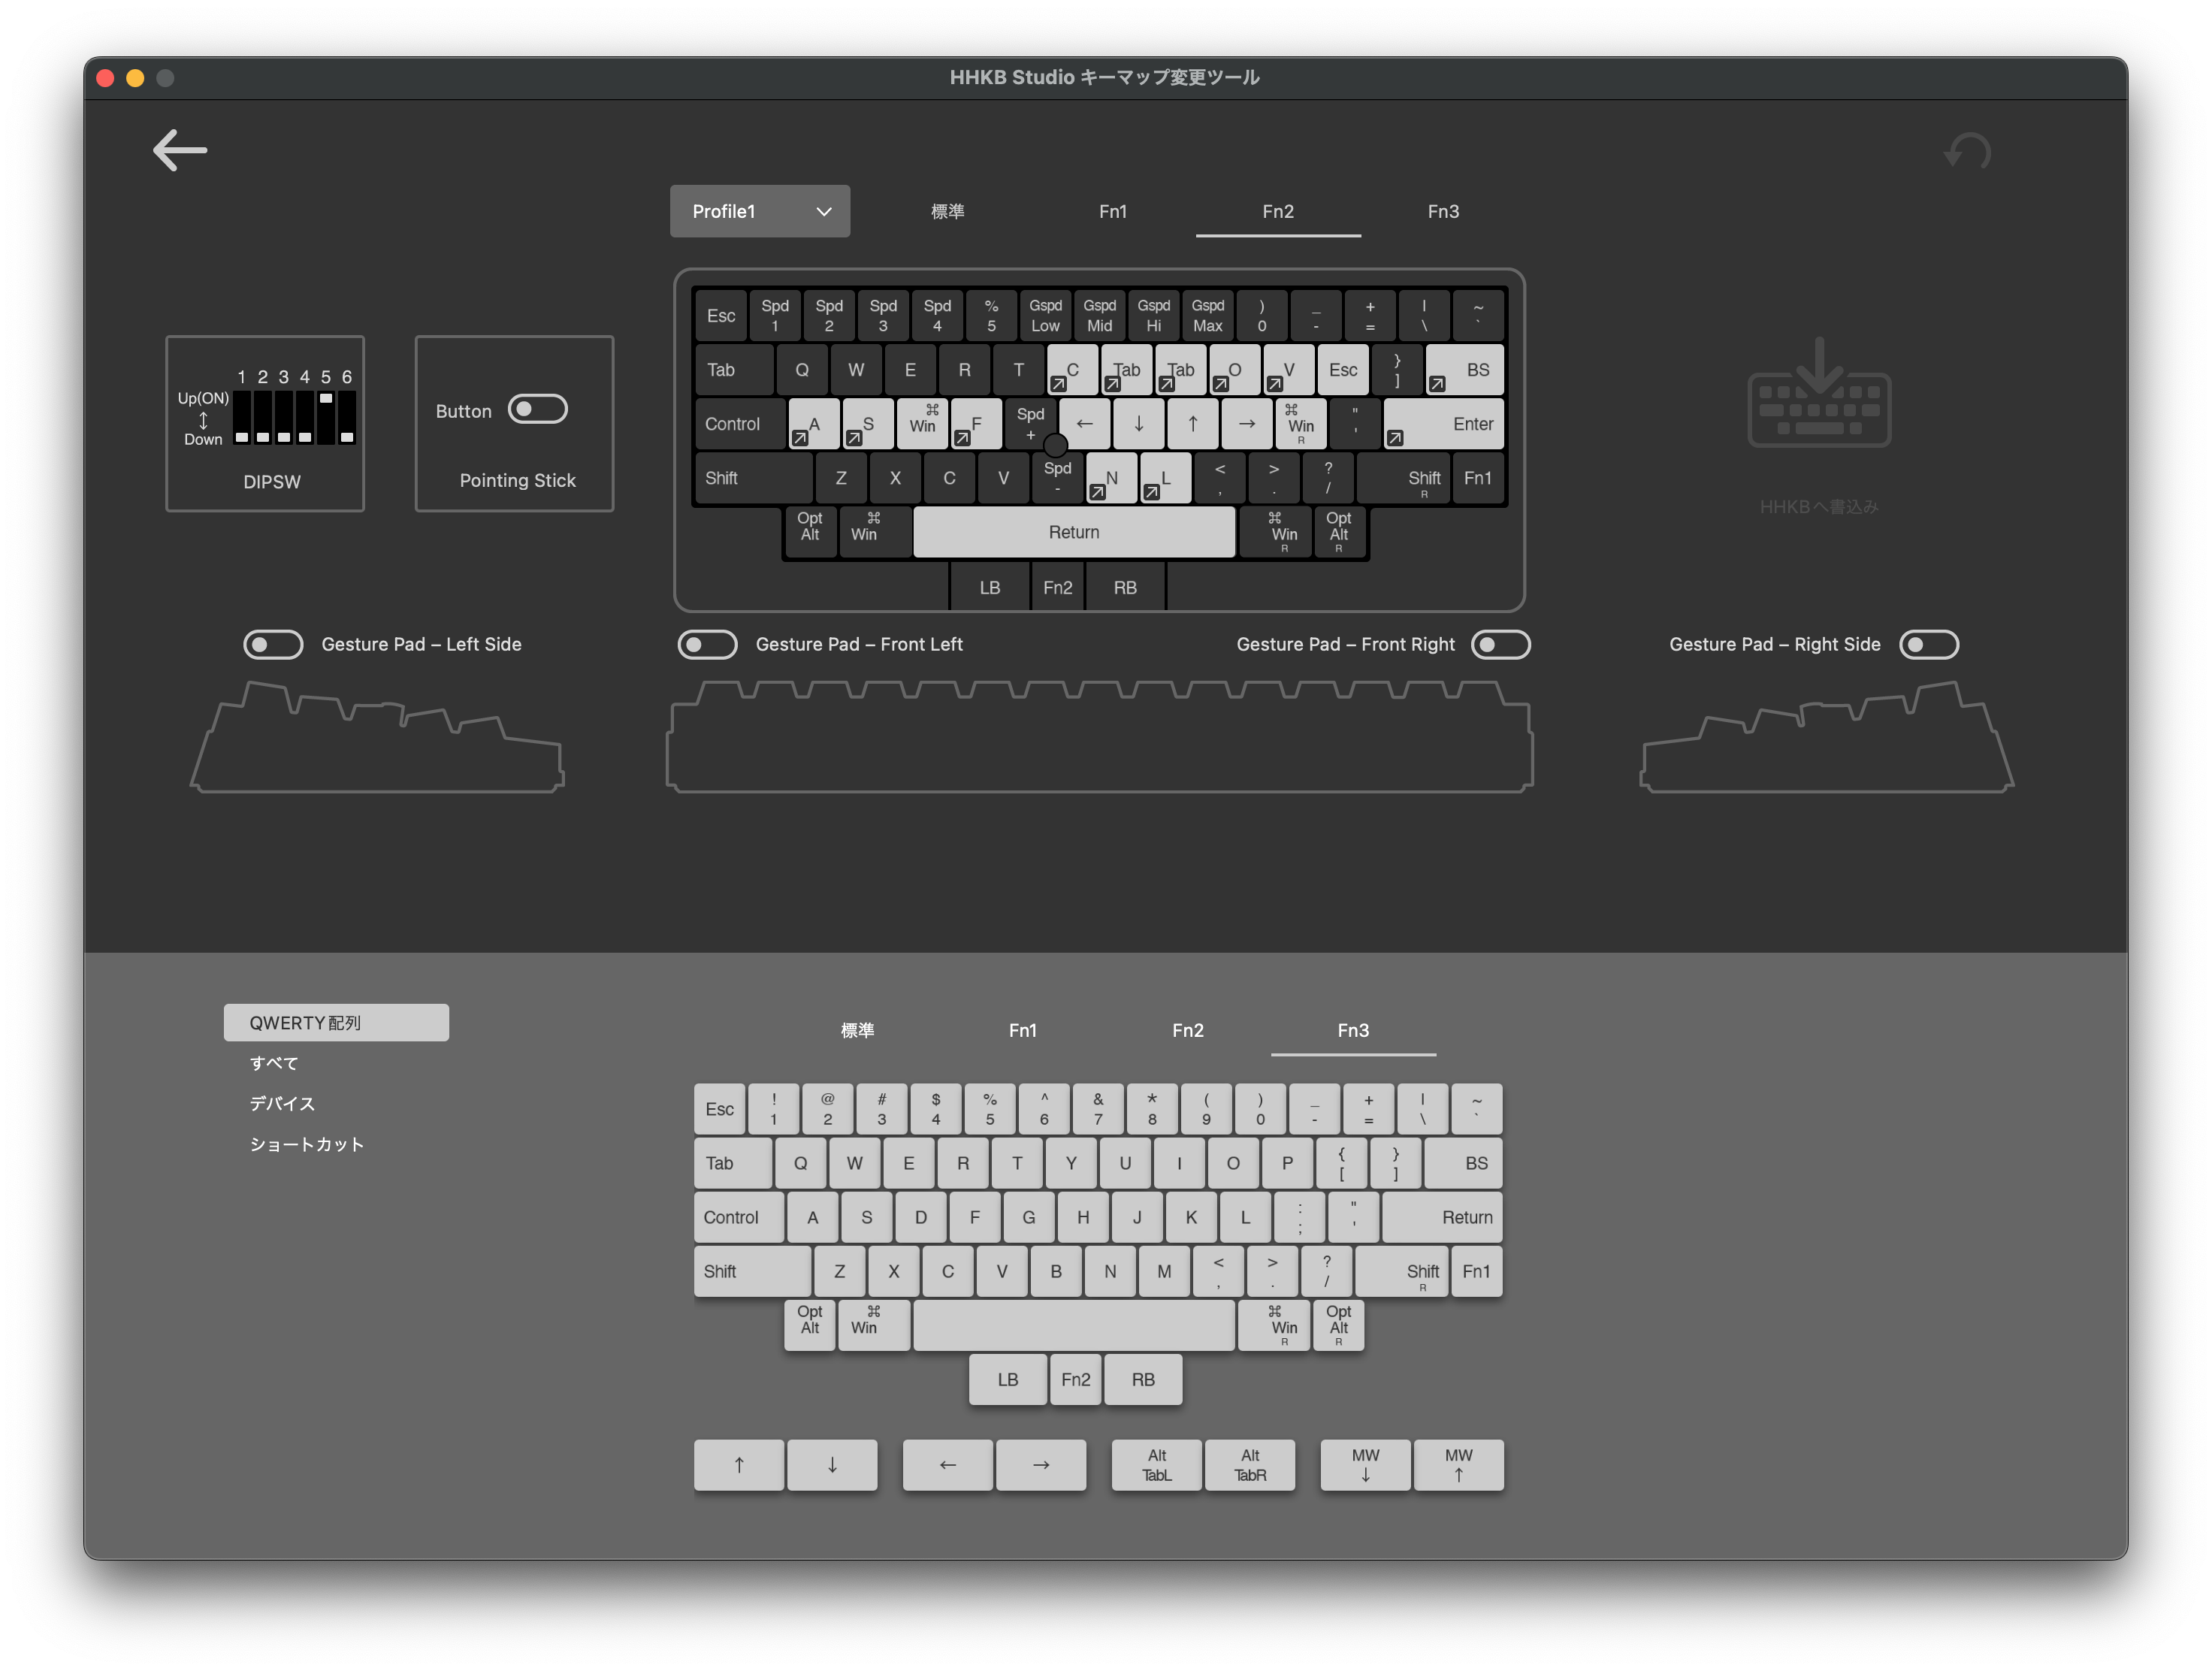 HHKB Studio キーマップ変更ツール
Profile1 標準 Fn1 Fn2 Fn3
1 2 3 4 5 6
Up(ON)
↕
Down
DIPSW
Button
Pointing Stick
Esc Spd 1 Spd 2 Spd 3 Spd 4 % 5 Gspd Low Gspd Mid Gspd Hi Gspd Max ) 0 _ - + = | \ ~ `
Tab Q W E R T C Tab Tab O V Esc } ] BS
Control A S ⌘ Win F Spd + ← ↓ ↑ → ⌘ Win R " ' Enter
Shift Z X C V Spd - N L < , > . ? / Shift R Fn1
Opt Alt ⌘ Win Return ⌘ Win R Opt Alt R
LB Fn2 RB
HHKBへ書込み
Gesture Pad – Left Side
Gesture Pad – Front Left
Gesture Pad – Front Right
Gesture Pad – Right Side
QWERTY配列
すべて
デバイス
ショートカット
標準 Fn1 Fn2 Fn3
Esc ! 1 @ 2 # 3 $ 4 % 5 ^ 6 & 7 * 8 ( 9 ) 0 _ - + = | \ ~ `
Tab Q W E R T Y U I O P { [ } ] BS
Control A S D F G H J K L : ; " ' Return
Shift Z X C V B N M < , > . ? / Shift R Fn1
Opt Alt ⌘ Win ⌘ Win R Opt Alt R
LB Fn2 RB
↑ ↓ ← → Alt TabL Alt TabR MW ↓ MW ↑